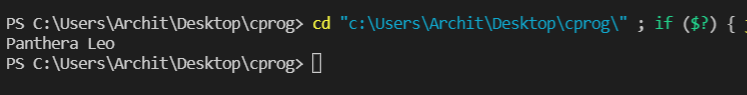 PS C:\Users\Archit\Desktop\cprog> cd "c:\Users\Archit\Desktop\cprog\" ; if ($?) {
Panthera Leo
PS C:\Users\Archit\Desktop\cprog>